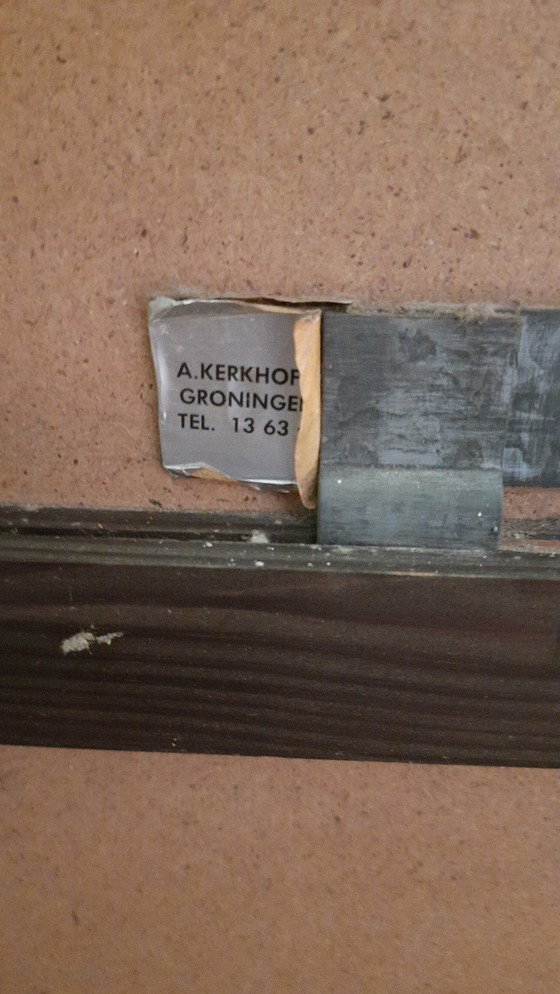 A.KERKHOF
GRONINGEN
TEL. 13 63